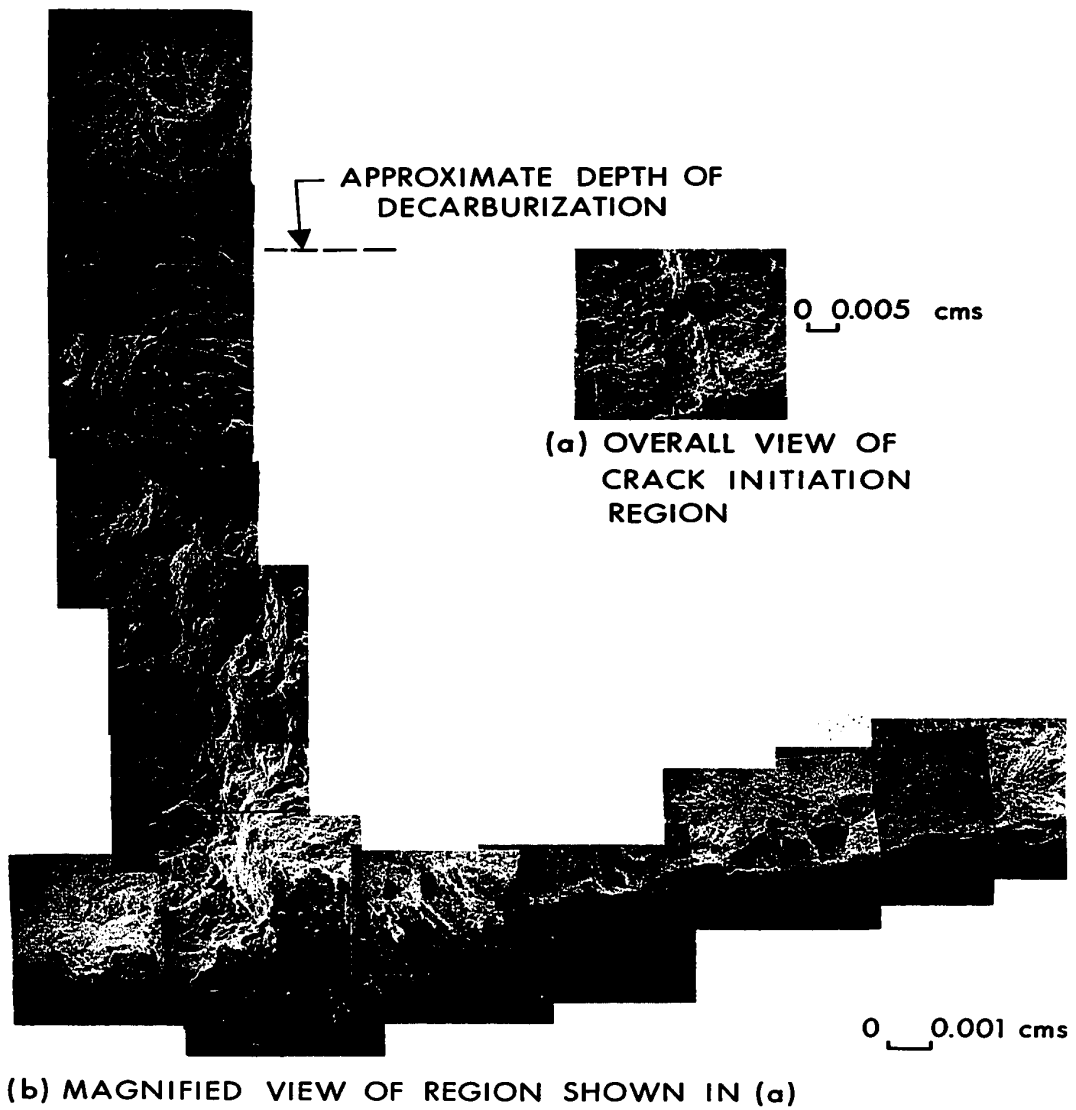 APPROXIMATE DEPTH OF
DECARBURIZATION
0 0.005 cms
(a) OVERALL VIEW OF
CRACK INITIATION
REGION
0 0.001 cms
(b) MAGNIFIED VIEW OF REGION SHOWN IN (a)